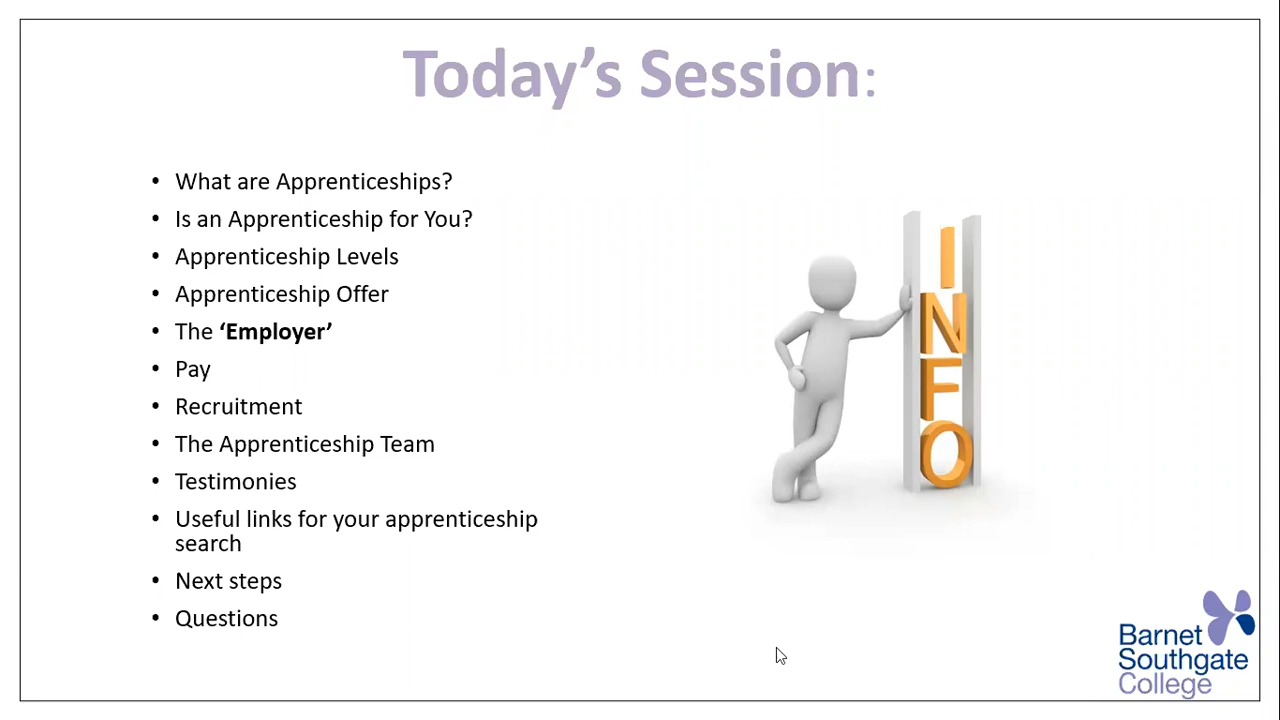 Today's Session:
• What are Apprenticeships?
• Is an Apprenticeship for You?
• Apprenticeship Levels
• Apprenticeship Offer
• The ‘Employer’
• Pay
• Recruitment
• The Apprenticeship Team
• Testimonies
• Useful links for your apprenticeship
search
• Next steps
• Questions
INFO
Barnet
Southgate
College